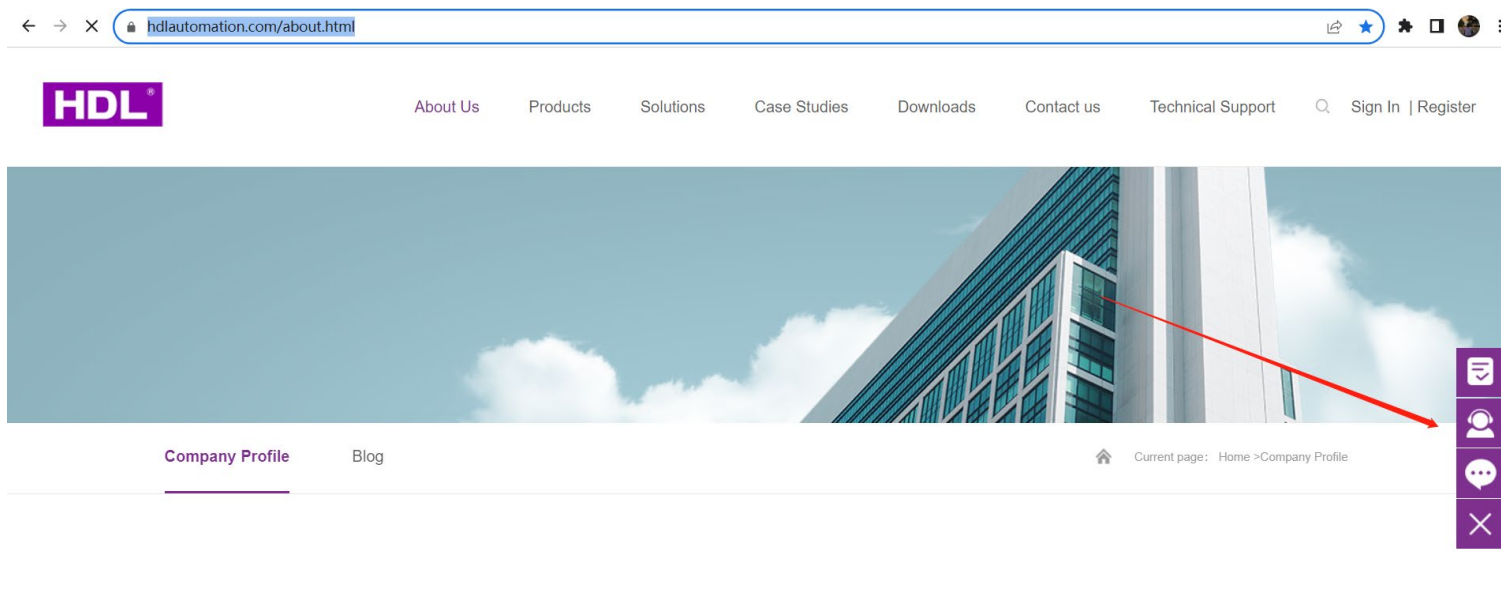 hdlautomation.com/about.html
HDL®
About Us Products Solutions Case Studies Downloads Contact us Technical Support Sign In | Register
Company Profile Blog Current page: Home >Company Profile